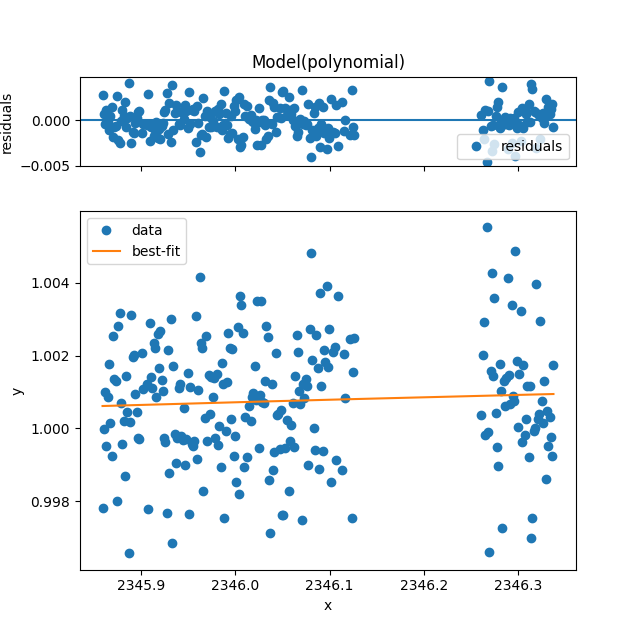 Model(polynomial)
residuals
0.000
−0.005
residuals
data
best-fit
y
1.004
1.002
1.000
0.998
2345.9 2346.0 2346.1 2346.2 2346.3
x